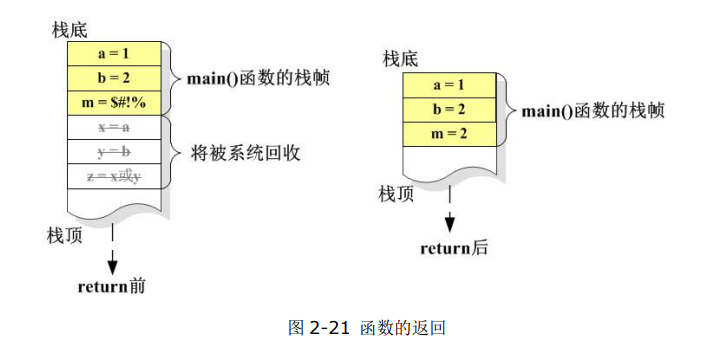 栈底
a = 1
b = 2
m = $#!%
main()函数的栈帧
x = a
y = b
z = x或y
将被系统回收
栈顶
return前
栈底
a = 1
b = 2
m = 2
main()函数的栈帧
栈顶
return后
图 2-21 函数的返回